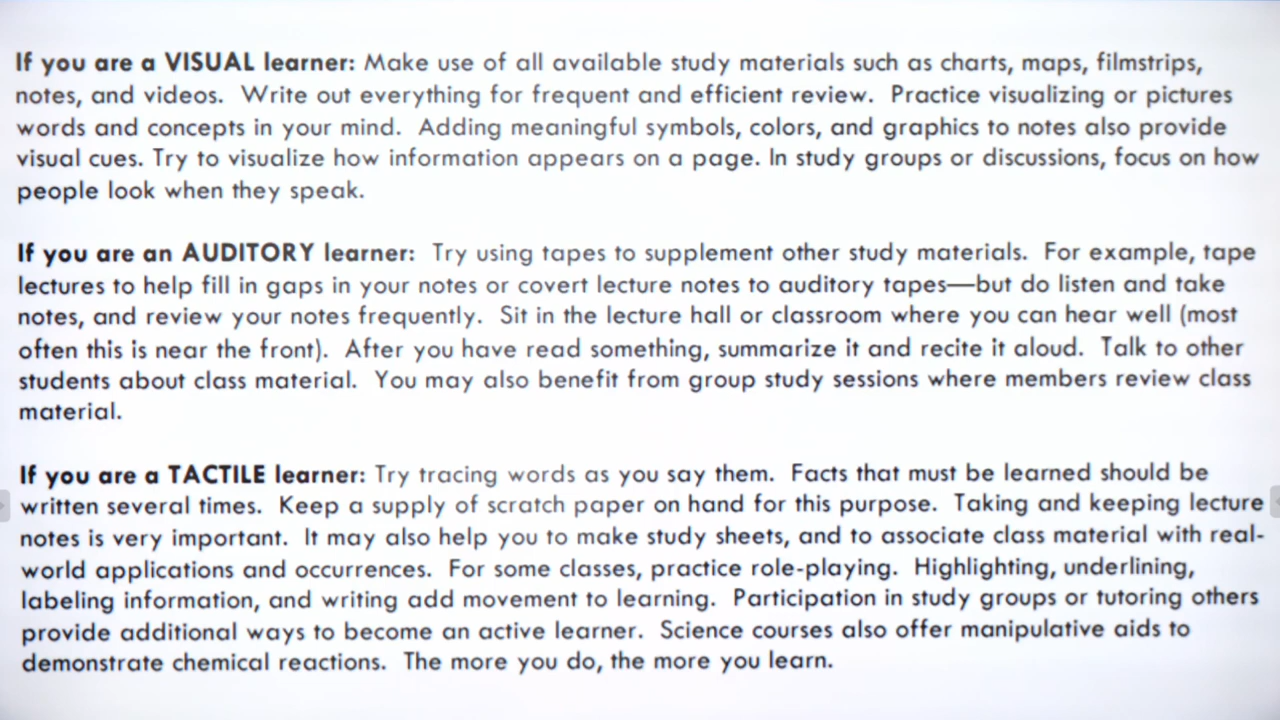 If you are a VISUAL learner: Make use of all available study materials such as charts, maps, filmstrips,
notes, and videos. Write out everything for frequent and efficient review. Practice visualizing or pictures
words and concepts in your mind. Adding meaningful symbols, colors, and graphics to notes also provide
visual cues. Try to visualize how information appears on a page. In study groups or discussions, focus on how
people look when they speak.
If you are an AUDITORY learner: Try using tapes to supplement other study materials. For example, tape
lectures to help fill in gaps in your notes or covert lecture notes to auditory tapes—but do listen and take
notes, and review your notes frequently. Sit in the lecture hall or classroom where you can hear well (most
often this is near the front). After you have read something, summarize it and recite it aloud. Talk to other
students about class material. You may also benefit from group study sessions where members review class
material.
If you are a TACTILE learner: Try tracing words as you say them. Facts that must be learned should be
written several times. Keep a supply of scratch paper on hand for this purpose. Taking and keeping lecture
notes is very important. It may also help you to make study sheets, and to associate class material with real-
world applications and occurrences. For some classes, practice role-playing. Highlighting, underlining,
labeling information, and writing add movement to learning. Participation in study groups or tutoring others
provide additional ways to become an active learner. Science courses also offer manipulative aids to
demonstrate chemical reactions. The more you do, the more you learn.